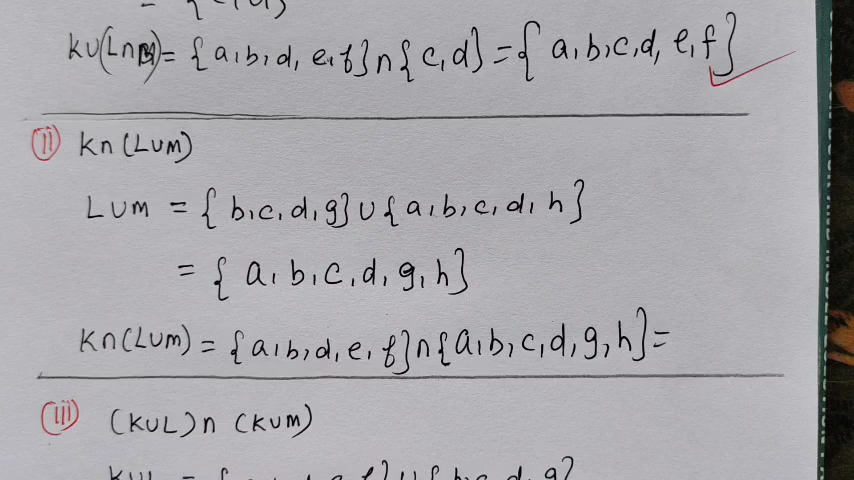 KU(LnM) = { a, b, d, e, f } n { c, d } = { a, b, c, d, e, f }
(ii) Kn (LUM)
LUM = { b, c, d, g } U { a, b, c, d, h }
= { a, b, c, d, g, h }
Kn(LUM) = { a, b, d, e, f } n { a, b, c, d, g, h } =
(iii) (KUL) n (KUM)